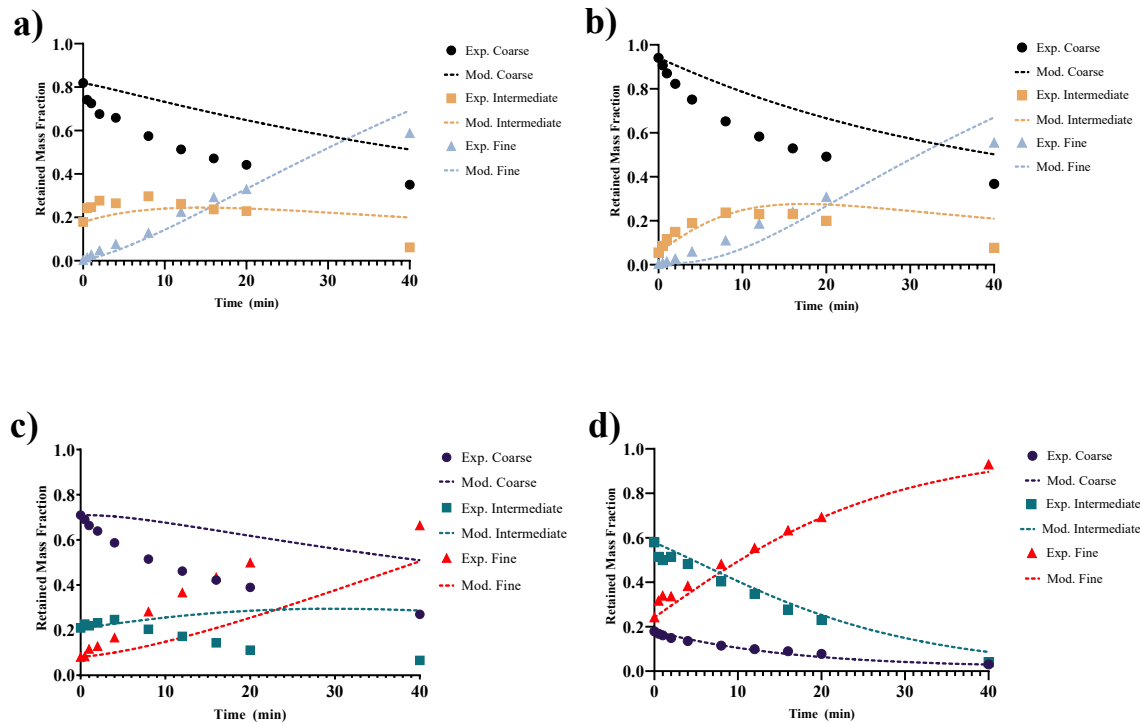 a)
1.0
0.8
0.6
0.4
0.2
0.0
Retained Mass Fraction
0
10
20
30
40
Time (min)
Exp. Coarse
Mod. Coarse
Exp. Intermediate
Mod. Intermediate
Exp. Fine
Mod. Fine
b)
1.0
0.8
0.6
0.4
0.2
0.0
Retained Mass Fraction
0
10
20
30
40
Time (min)
Exp. Coarse
Mod. Coarse
Exp. Intermediate
Mod. Intermediate
Exp. Fine
Mod. Fine
c)
1.0
0.8
0.6
0.4
0.2
0.0
Retained Mass Fraction
0
10
20
30
40
Time (min)
Exp. Coarse
Mod. Coarse
Exp. Intermediate
Mod. Intermediate
Exp. Fine
Mod. Fine
d)
1.0
0.8
0.6
0.4
0.2
0.0
Retained Mass Fraction
0
10
20
30
40
Time (min)
Exp. Coarse
Mod. Coarse
Exp. Intermediate
Mod. Intermediate
Exp. Fine
Mod. Fine